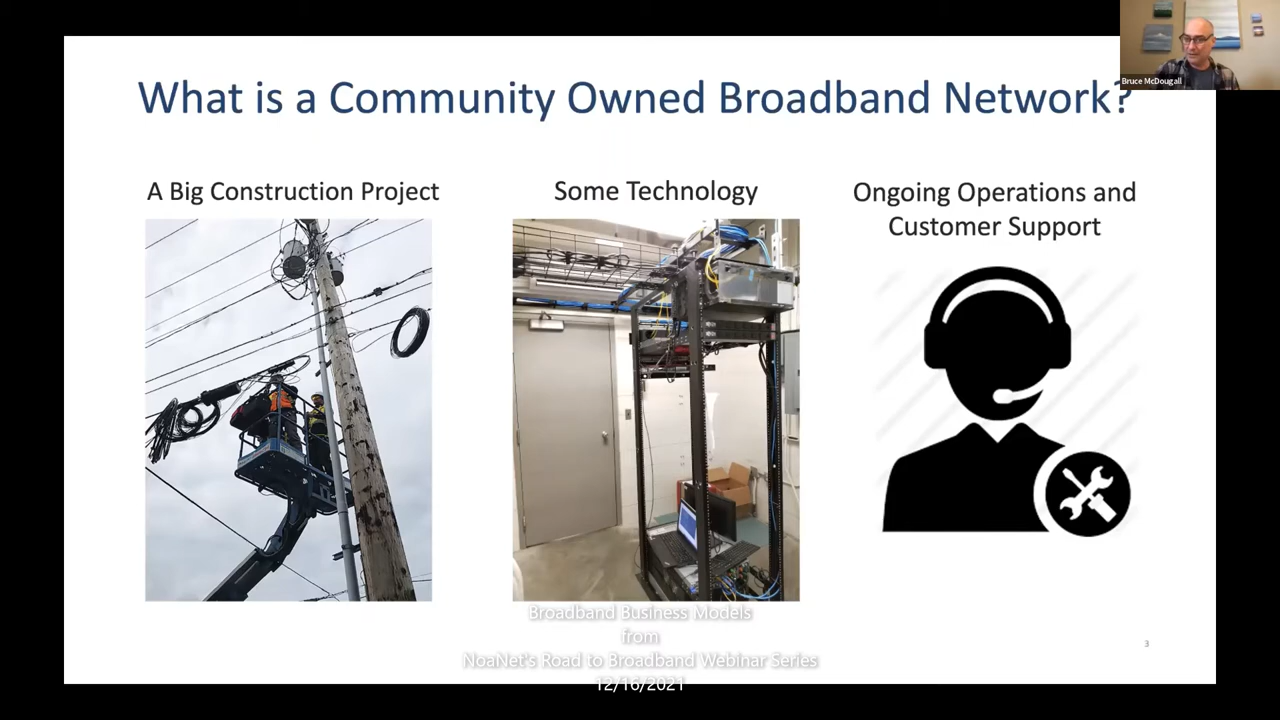 What is a Community Owned Broadband Network?
Bruce McDougall
A Big Construction Project
Some Technology
Ongoing Operations and
Customer Support
Broadband Business Models
from
NoaNet's Road to Broadband Webinar Series
12/16/2021
3